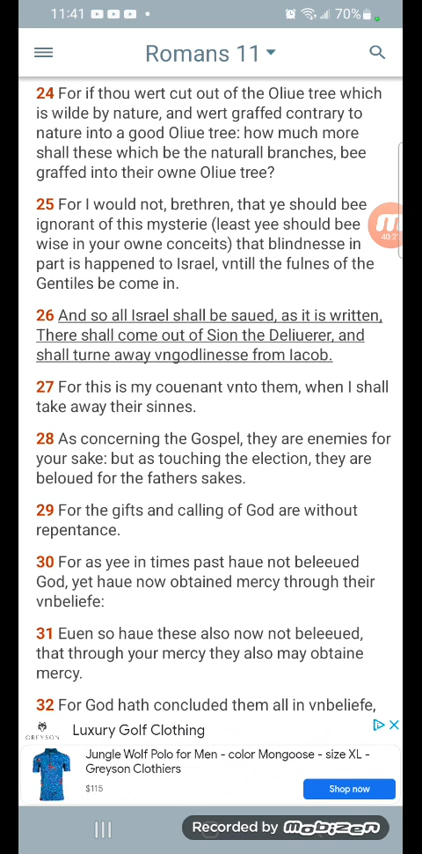 11:41 70%
Romans 11
24 For if thou wert cut out of the Oliue tree which
is wilde by nature, and wert graffed contrary to
nature into a good Oliue tree: how much more
shall these which be the naturall branches, bee
graffed into their owne Oliue tree?
25 For I would not, brethren, that ye should bee
ignorant of this mysterie (least yee should bee
wise in your owne conceits) that blindnesse in
part is happened to Israel, vntill the fulnes of the
Gentiles be come in.
26 And so all Israel shall be saued, as it is written,
There shall come out of Sion the Deliuerer, and
shall turne away vngodlinesse from Iacob.
27 For this is my couenant vnto them, when I shall
take away their sinnes.
28 As concerning the Gospel, they are enemies for
your sake: but as touching the election, they are
beloued for the fathers sakes.
29 For the gifts and calling of God are without
repentance.
30 For as yee in times past haue not beleeued
God, yet haue now obtained mercy through their
vnbeliefe:
31 Euen so haue these also now not beleeued,
that through your mercy they also may obtaine
mercy.
32 For God hath concluded them all in vnbeliefe,
GREYSON
Luxury Golf Clothing
Jungle Wolf Polo for Men - color Mongoose - size XL -
Greyson Clothiers
$115
Shop now
Recorded by mobizen